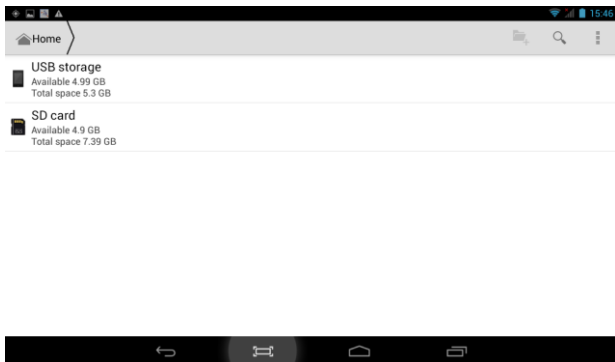 15:46
Home
USB storage
Available 4.99 GB
Total space 5.3 GB
SD card
Available 4.9 GB
Total space 7.39 GB